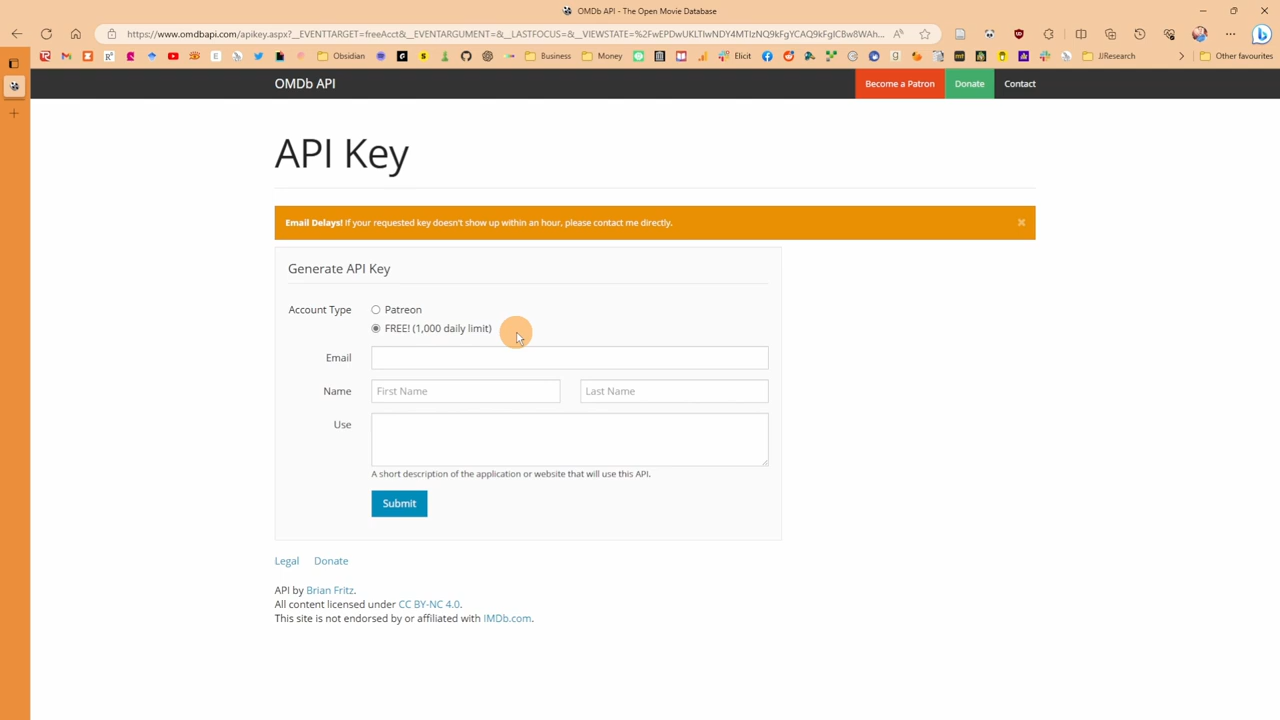 OMDb API - The Open Movie Database
https://www.omdbapi.com/apikey.aspx?__EVENTTARGET=freeAcct&__EVENTARGUMENT=&__LASTFOCUS=&__VIEWSTATE=%2FwEPDwUKLTIwNDY4MTIzNQ9kFgYCAQ9kFgICBw8WAh...
Obsidian
Business
Money
Elicit
JJResearch
Other favourites
OMDb API
Become a Patron
Donate
Contact
API Key
Email Delays! If your requested key doesn't show up within an hour, please contact me directly.
Generate API Key
Account Type
Patreon
FREE! (1,000 daily limit)
Email
Name
First Name
Last Name
Use
A short description of the application or website that will use this API.
Submit
Legal Donate
API by Brian Fritz.
All content licensed under CC BY-NC 4.0.
This site is not endorsed by or affiliated with IMDb.com.